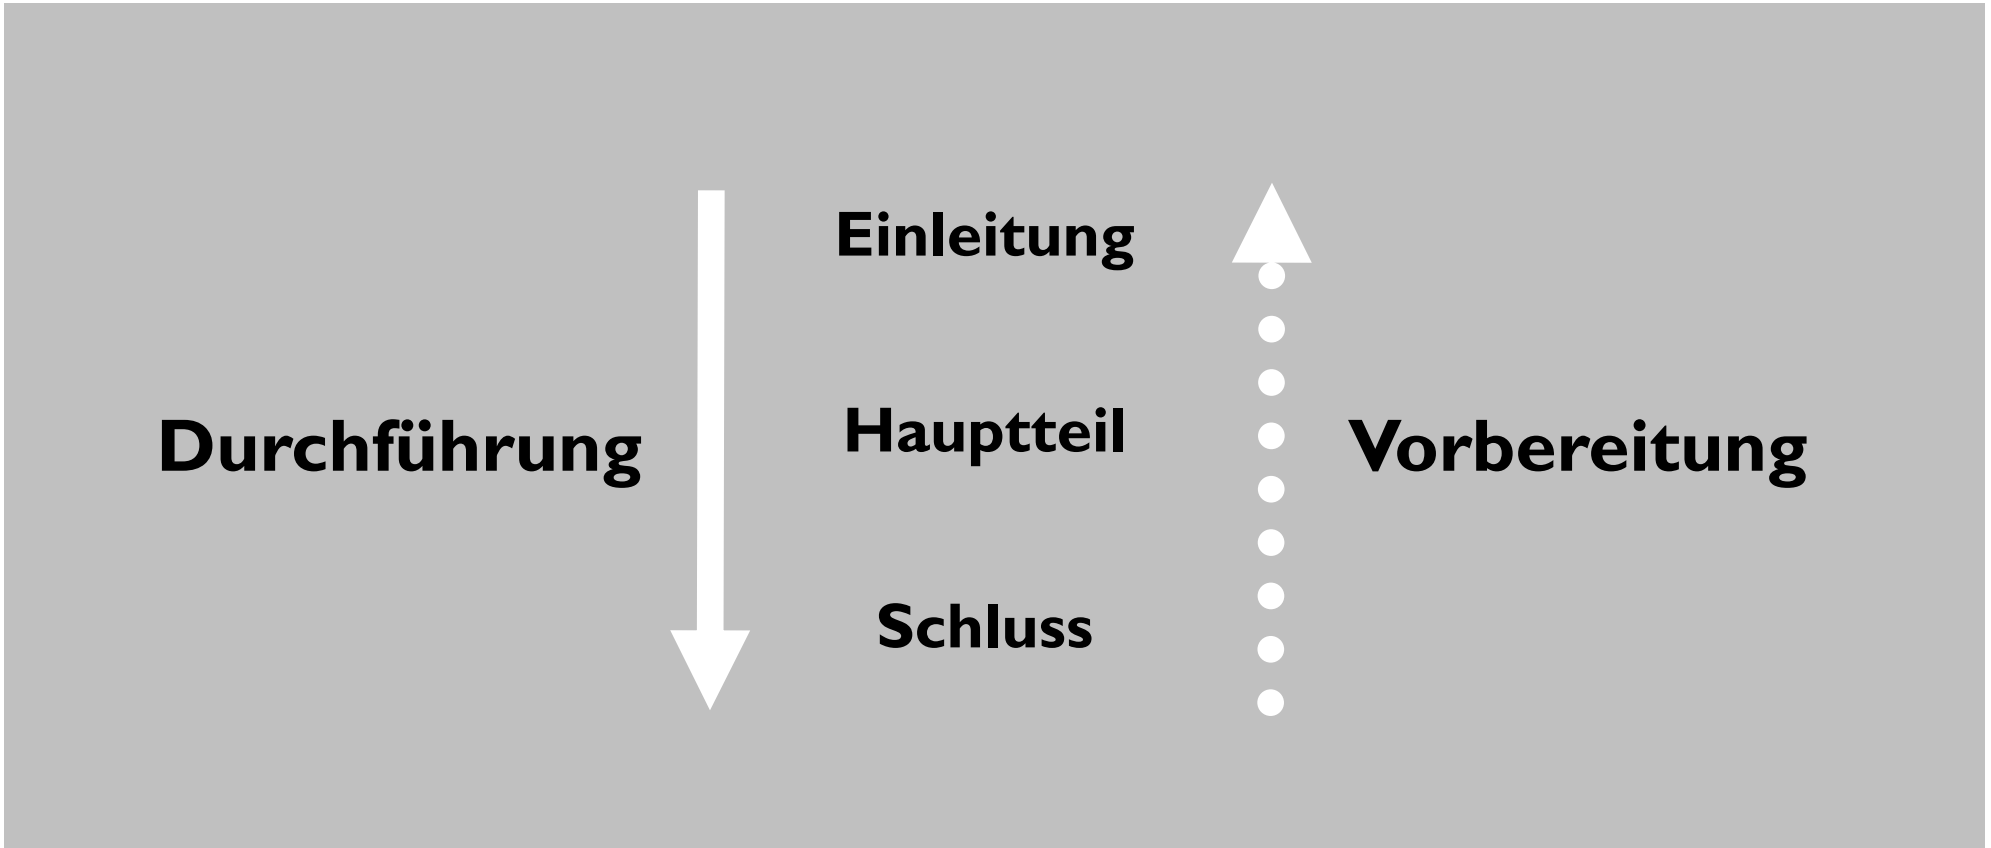 Einleitung
Hauptteil
Durchführung
Vorbereitung
Schluss